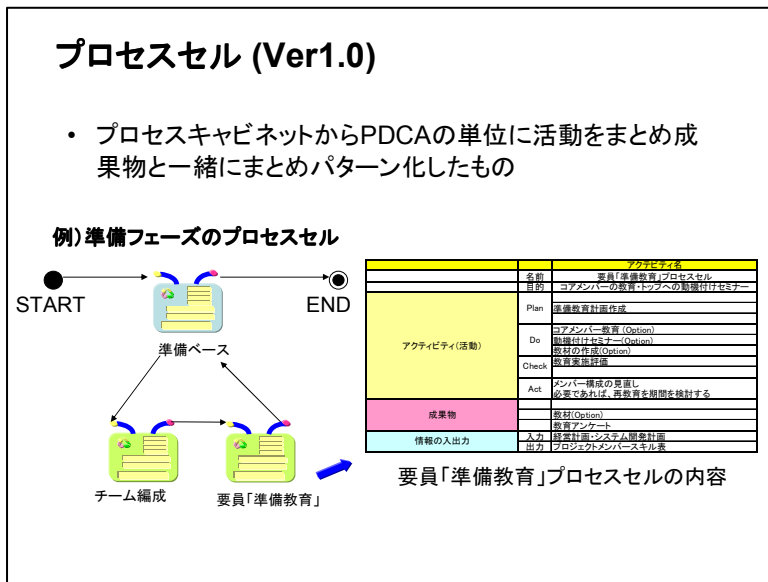 プロセスセル (Ver1.0)
• プロセスキャビネットからPDCAの単位に活動をまとめ成
果物と一緒にまとめパターン化したもの
例）準備フェーズのプロセスセル
START
END
準備ベース
チーム編成
要員「準備教育」
アクテビティ名
名前 要員「準備教育」プロセスセル
目的 コアメンバーの教育・トップへの動機付けセミナー
アクティビティ（活動）
Plan 準備教育計画作成
Do コアメンバー教育（Option）
動機付けセミナー（Option）
教材の作成（Option）
Check 教育実施評価
Act メンバー構成の見直し
必要であれば、再教育を期間を検討する
成果物
教材（Option）
教育アンケート
情報の入出力
入力 経営計画・システム開発計画
出力 プロジェクトメンバースキル表
要員「準備教育」プロセスセルの内容